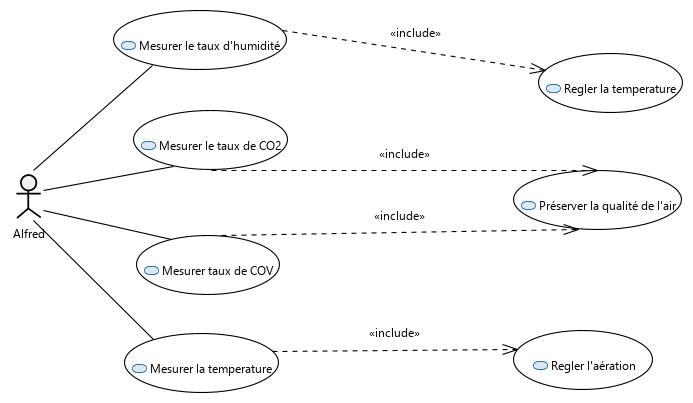 Mesurer le taux d'humidité
«include»
Regler la temperature
Mesurer le taux de CO2
«include»
Préserver la qualité de l'air
Alfred
«include»
Mesurer taux de COV
«include»
Mesurer la temperature
Regler l'aération